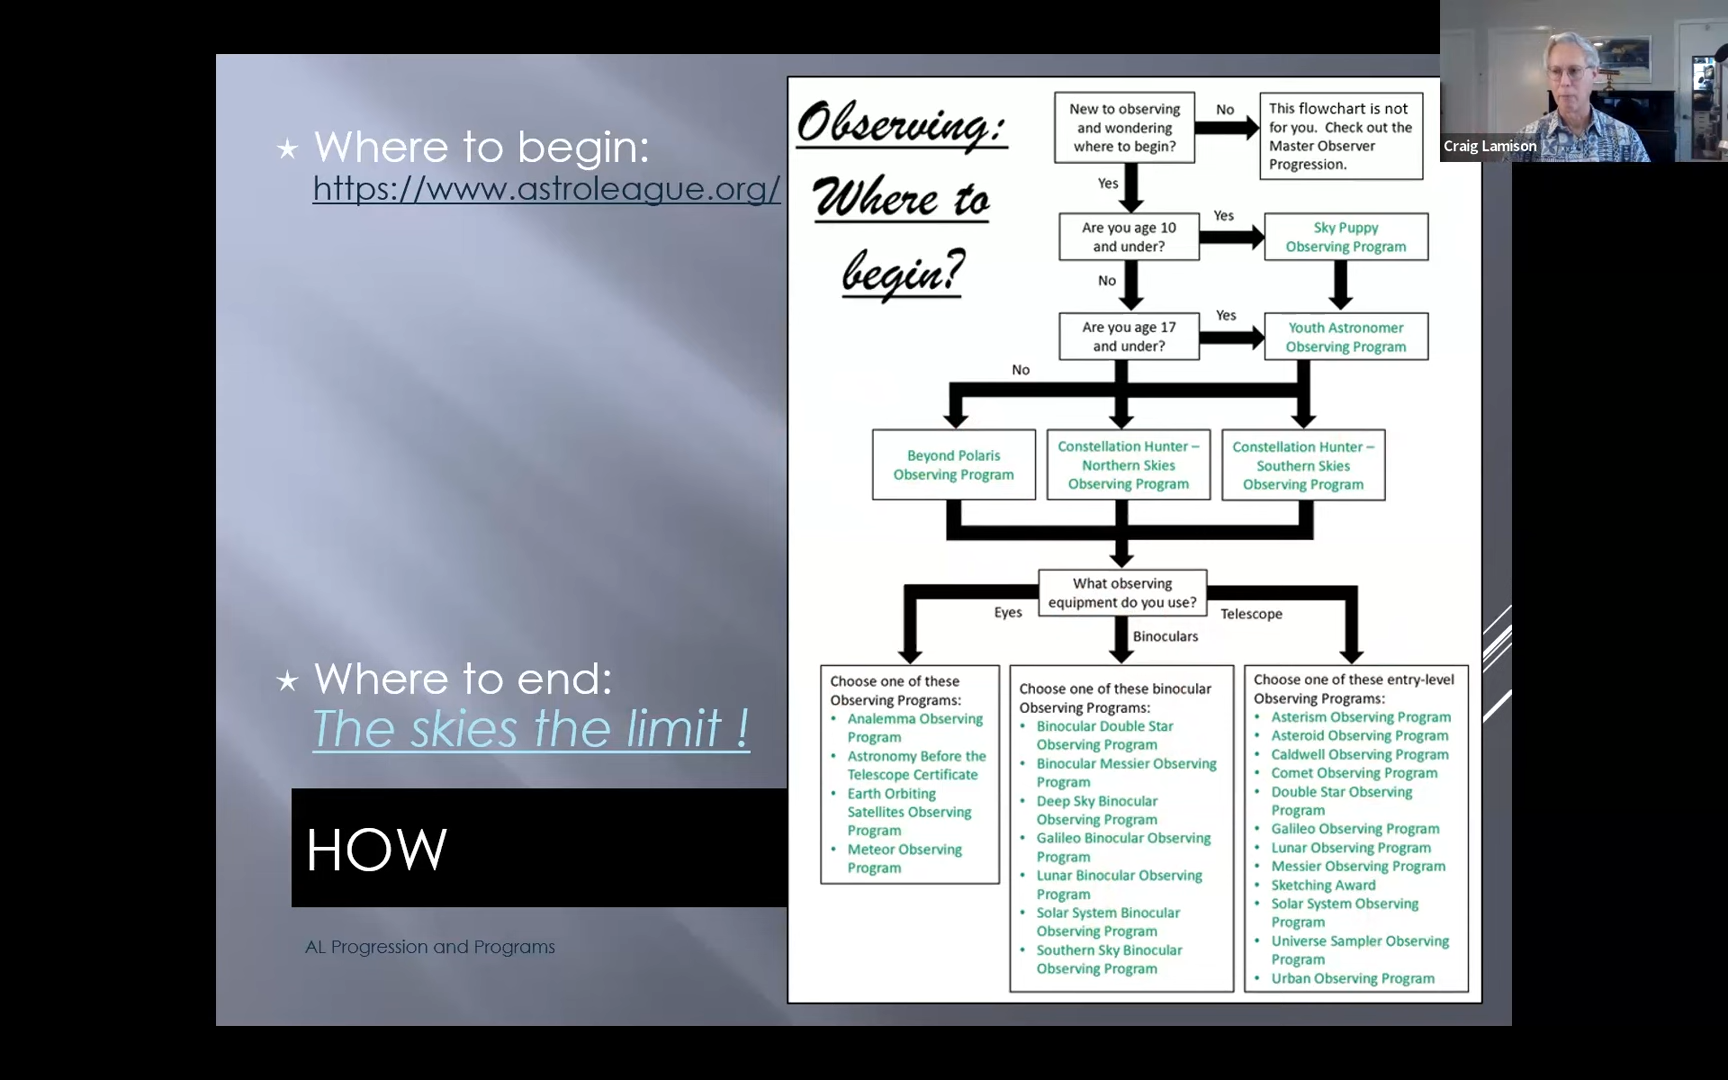 ★ Where to begin:
https://www.astroleague.org/
★ Where to end:
The skies the limit !
HOW
AL Progression and Programs
Observing:
Where to
begin?
New to observing
and wondering
where to begin?
No
This flowchart is not
for you. Check out the
Master Observer
Progression.
Yes
Are you age 10
and under?
Yes
Sky Puppy
Observing Program
No
Are you age 17
and under?
Yes
Youth Astronomer
Observing Program
No
Beyond Polaris
Observing Program
Constellation Hunter –
Northern Skies
Observing Program
Constellation Hunter –
Southern Skies
Observing Program
What observing
equipment do you use?
Eyes
Binoculars
Telescope
Choose one of these
Observing Programs:
• Analemma Observing
Program
• Astronomy Before the
Telescope Certificate
• Earth Orbiting
Satellites Observing
Program
• Meteor Observing
Program
Choose one of these binocular
Observing Programs:
• Binocular Double Star
Observing Program
• Binocular Messier Observing
Program
• Deep Sky Binocular
Observing Program
• Galileo Binocular Observing
Program
• Lunar Binocular Observing
Program
• Solar System Binocular
Observing Program
• Southern Sky Binocular
Observing Program
Choose one of these entry-level
Observing Programs:
• Asterism Observing Program
• Asteroid Observing Program
• Caldwell Observing Program
• Comet Observing Program
• Double Star Observing
Program
• Galileo Observing Program
• Lunar Observing Program
• Messier Observing Program
• Sketching Award
• Solar System Observing
Program
• Universe Sampler Observing
Program
• Urban Observing Program
Craig Lamison